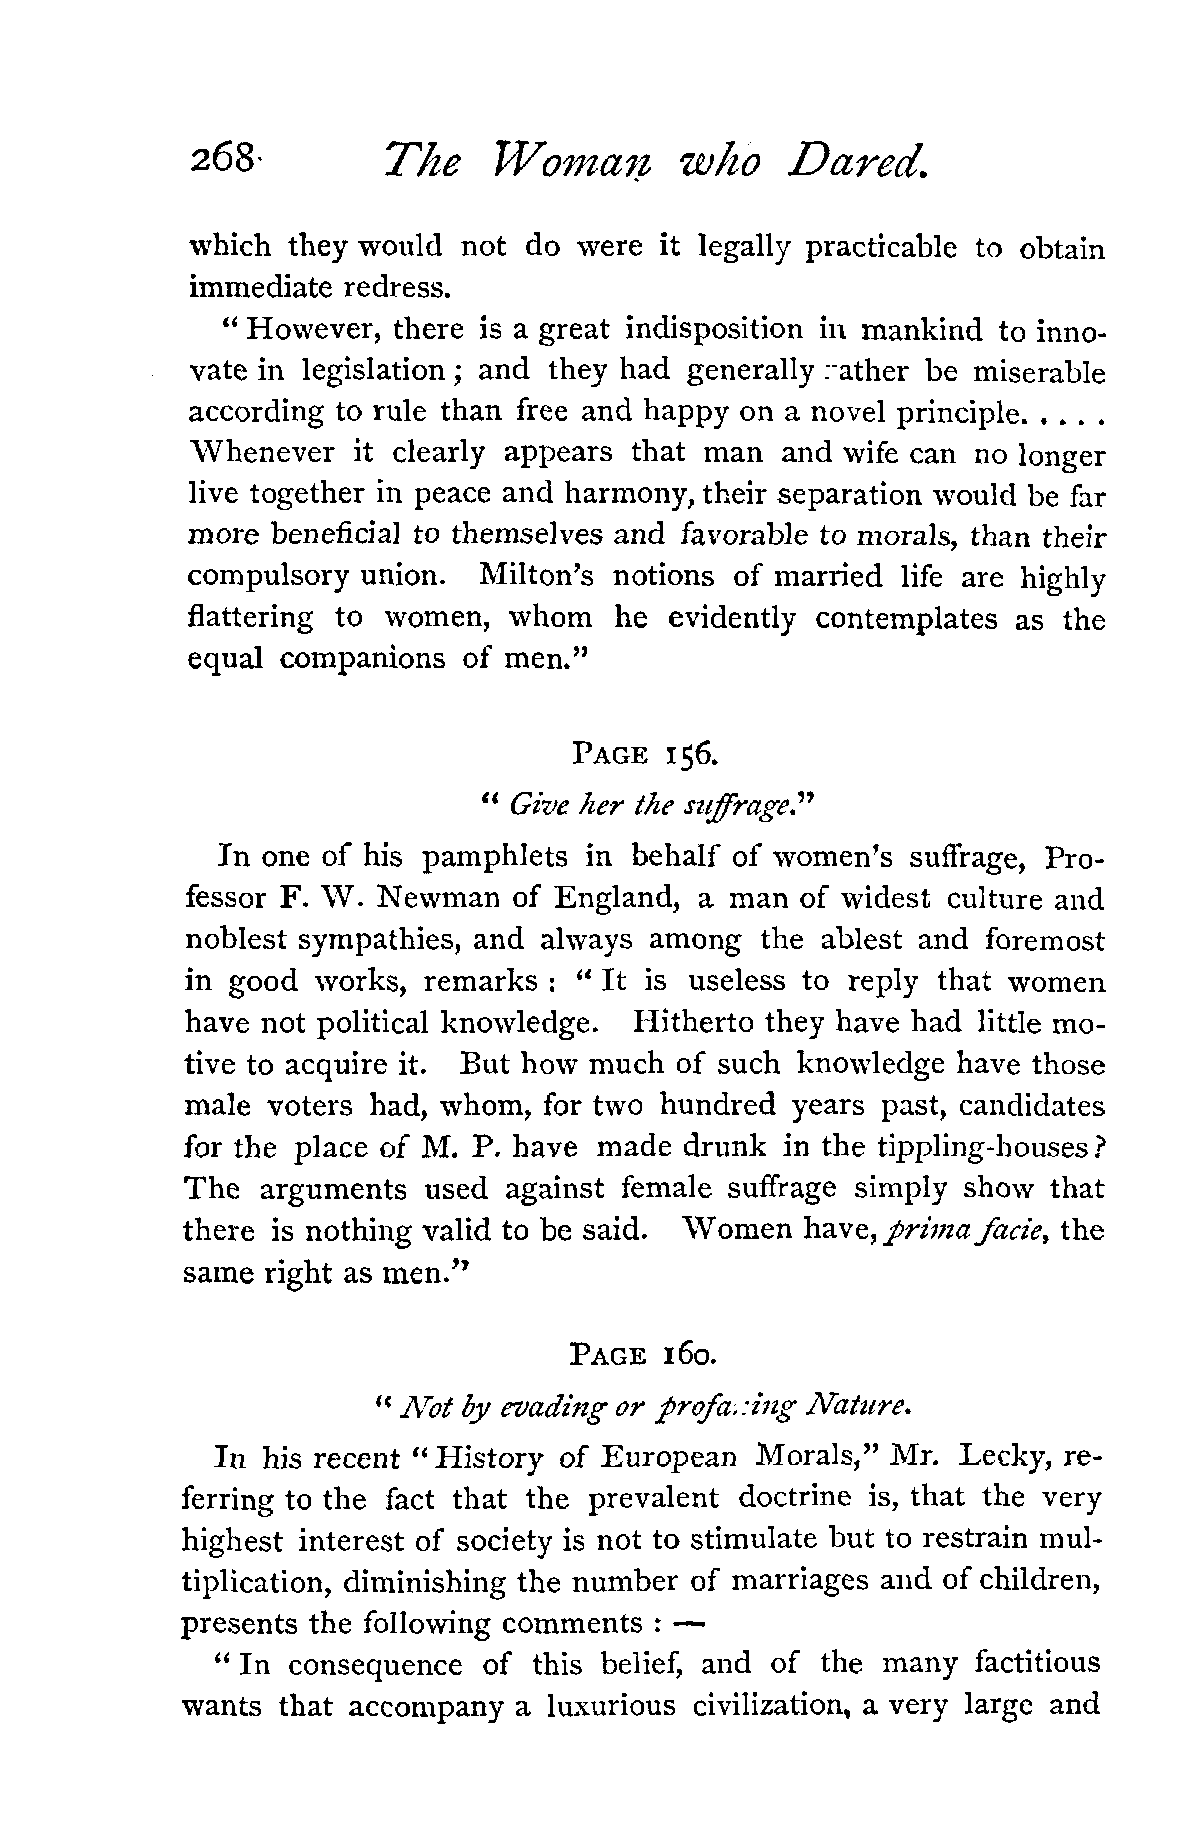 268 The Woman who Dared.
which they would not do were it legally practicable to obtain
immediate redress.
" However, there is a great indisposition in mankind to inno-
vate in legislation ; and they had generally rather be miserable
according to rule than free and happy on a novel principle. . . . .
Whenever it clearly appears that man and wife can no longer
live together in peace and harmony, their separation would be far
more beneficial to themselves and favorable to morals, than their
compulsory union. Milton's notions of married life are highly
flattering to women, whom he evidently contemplates as the
equal companions of men."
PAGE 156.
" Give her the suffrage."
In one of his pamphlets in behalf of women's suffrage, Pro-
fessor F. W. Newman of England, a man of widest culture and
noblest sympathies, and always among the ablest and foremost
in good works, remarks : " It is useless to reply that women
have not political knowledge. Hitherto they have had little mo-
tive to acquire it. But how much of such knowledge have those
male voters had, whom, for two hundred years past, candidates
for the place of M. P. have made drunk in the tippling-houses ?
The arguments used against female suffrage simply show that
there is nothing valid to be said. Women have, prima facie, the
same right as men."
PAGE 160.
" Not by evading or profaning Nature.
In his recent " History of European Morals," Mr. Lecky, re-
ferring to the fact that the prevalent doctrine is, that the very
highest interest of society is not to stimulate but to restrain mul-
tiplication, diminishing the number of marriages and of children,
presents the following comments : —
" In consequence of this belief, and of the many factitious
wants that accompany a luxurious civilization, a very large and